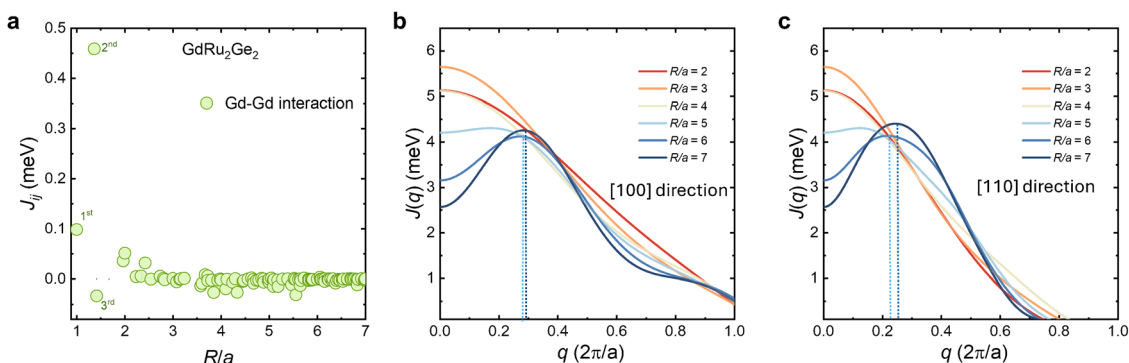 a
0.5
0.4
0.3
0.2
0.1
0.0
J_ij (meV)
2nd
GdRu2Ge2
Gd-Gd interaction
1st
3rd
1 2 3 4 5 6 7
R/a
b
6
5
4
3
2
1
J(q) (meV)
R/a = 2
R/a = 3
R/a = 4
R/a = 5
R/a = 6
R/a = 7
[100] direction
0.0 0.2 0.4 0.6 0.8 1.0
q (2π/a)
c
6
5
4
3
2
1
J(q) (meV)
R/a = 2
R/a = 3
R/a = 4
R/a = 5
R/a = 6
R/a = 7
[110] direction
0.0 0.2 0.4 0.6 0.8 1.0
q (2π/a)